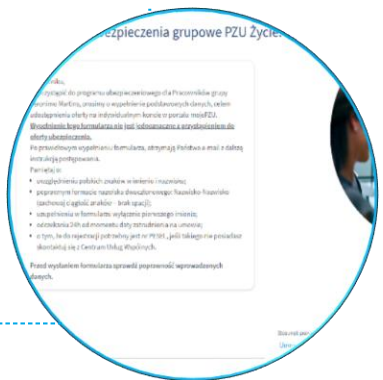 ezpieczenia grupowe PZU Życie
rystąpić do programu ubezpieczeniowego dla Pracowników grupy
eronimo Martins, prosimy o wypełnienie podstawowych danych, celem
udostępnienia oferty na indywidualnym koncie w portalu mojePZU.
Wypełnienie tego formularza nie jest jednoznaczne z przystąpieniem do
oferty ubezpieczenia.
Po prawidłowym wypełnieniu formularza, otrzymają Państwo e-mail z dalszą
instrukcją postępowania.
Pamiętaj o:
• uwzględnieniu polskich znaków w imieniu i nazwisku;
• poprawnym formacie nazwiska dwuczłonowego: Nazwisko-Nazwisko
(zachowaj ciągłość znaków – brak spacji);
• uzupełnieniu w formularzu wyłącznie pierwszego imienia;
• odczekaniu 24h od momentu daty zatrudnienia na umowie;
• o tym, że do rejestracji potrzebny jest nr PESEL, jeśli takiego nie posiadasz
skontaktuj się z Centrum Usług Wspólnych.
Przed wysłaniem formularza sprawdź poprawność wprowadzonych
danych.